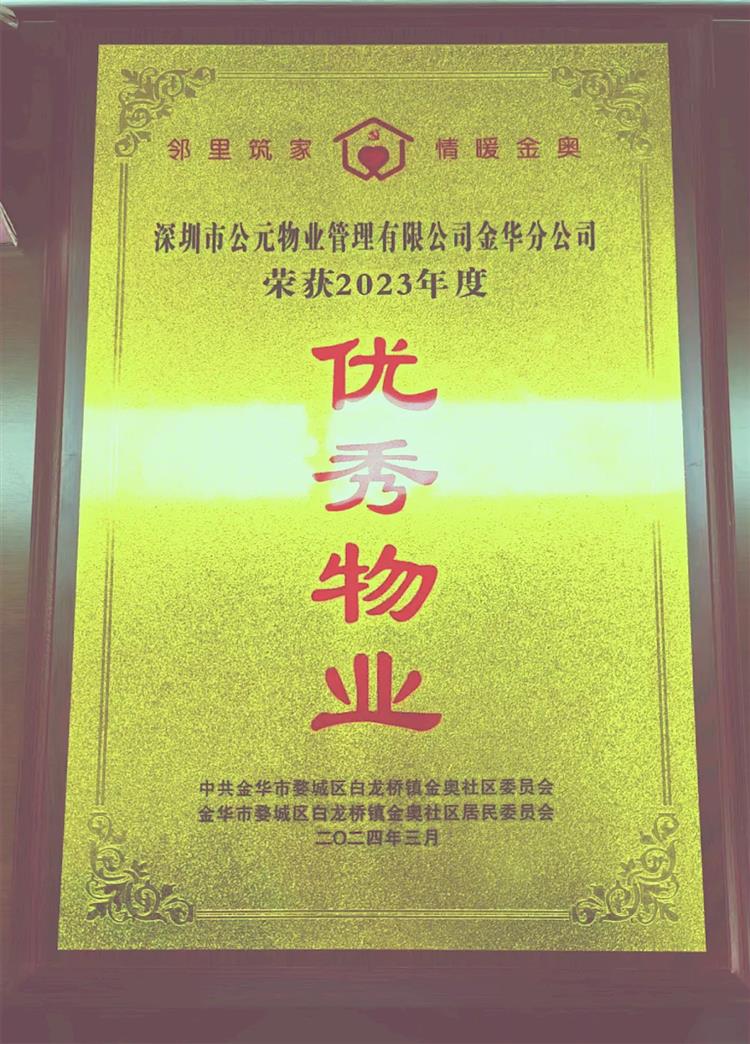 邻里筑家 情暖金奥
深圳市公元物业管理有限公司金华分公司
荣获2023年度
优
秀
物
业
中共金华市婺城区白龙桥镇金奥社区委员会
金华市婺城区白龙桥镇金奥社区居民委员会
二〇二四年三月